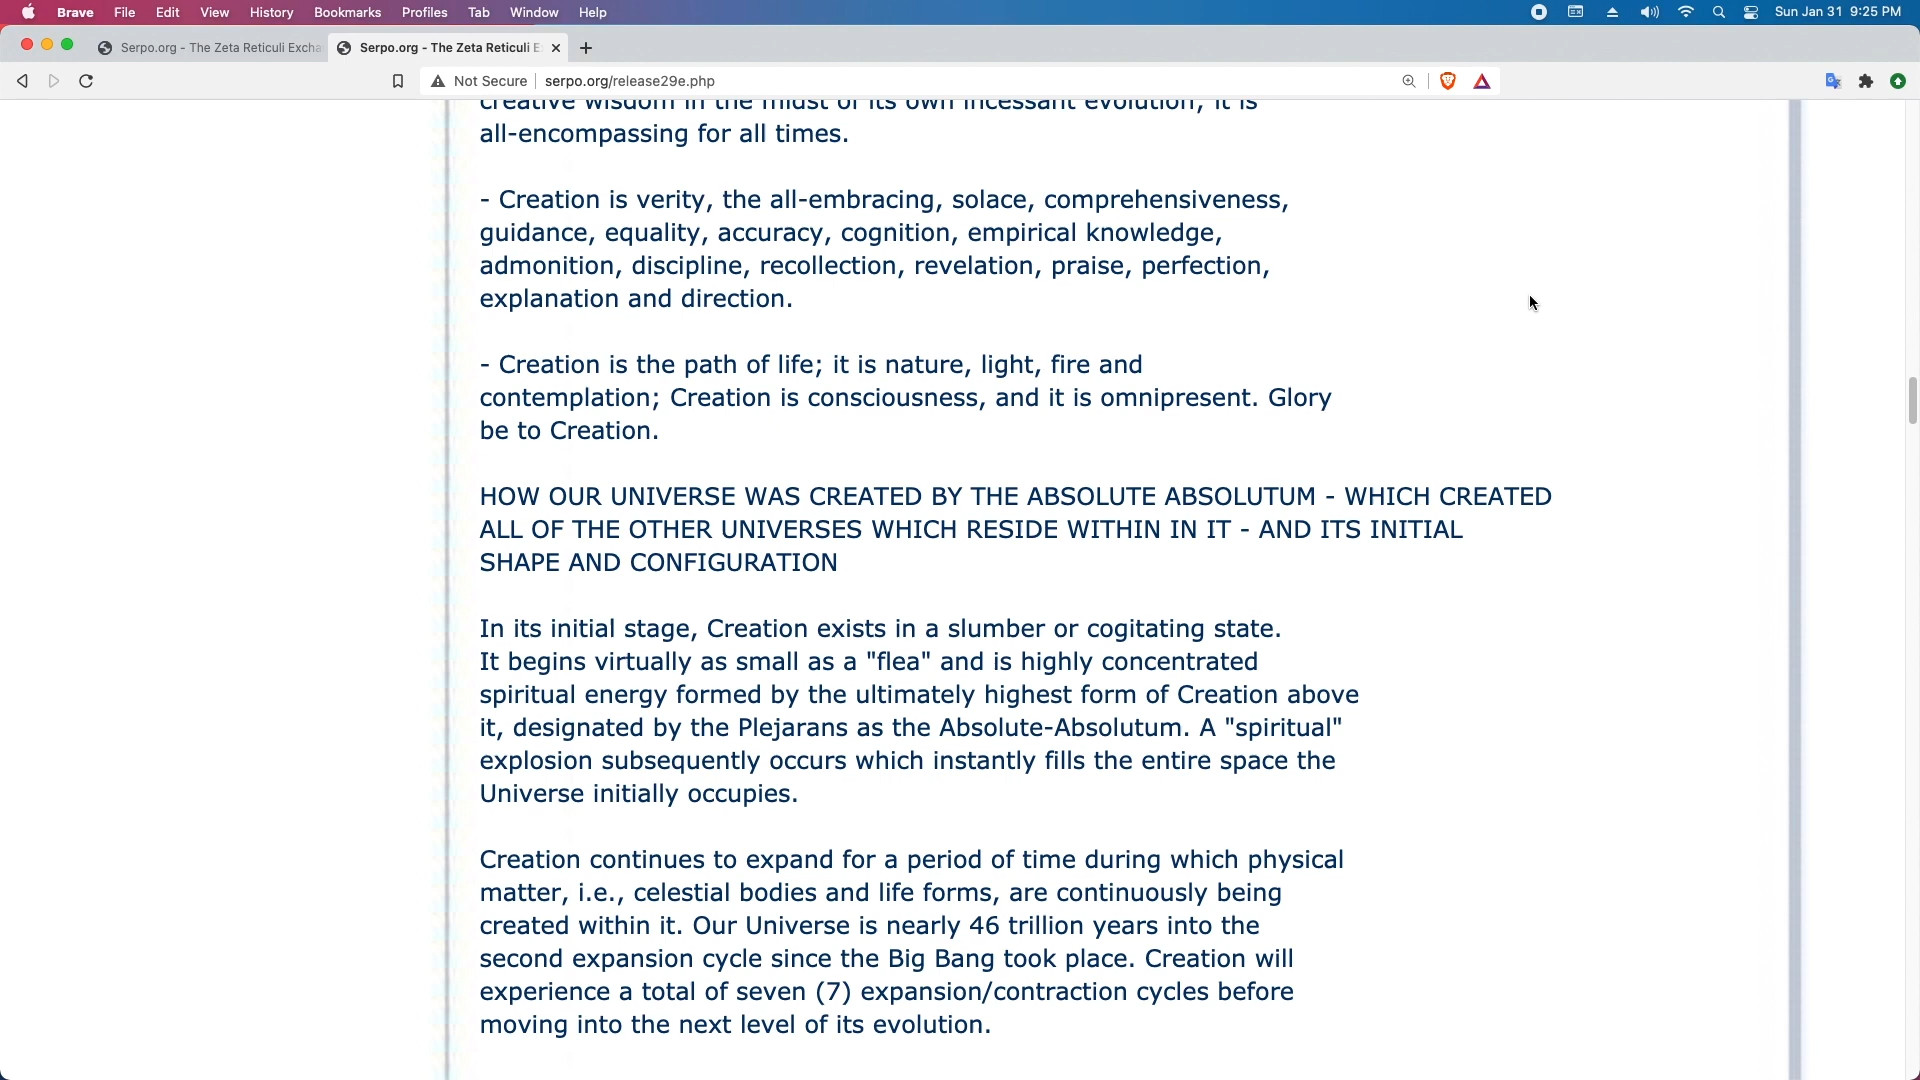 Brave File Edit View History Bookmarks Profiles Tab Window Help Sun Jan 31 9:25 PM
Serpo.org - The Zeta Reticuli Excha Serpo.org - The Zeta Reticuli E
Not Secure serpo.org/release29e.php
creative wisdom in the midst of its own incessant evolution, it is
all-encompassing for all times.
- Creation is verity, the all-embracing, solace, comprehensiveness,
guidance, equality, accuracy, cognition, empirical knowledge,
admonition, discipline, recollection, revelation, praise, perfection,
explanation and direction.
- Creation is the path of life; it is nature, light, fire and
contemplation; Creation is consciousness, and it is omnipresent. Glory
be to Creation.
HOW OUR UNIVERSE WAS CREATED BY THE ABSOLUTE ABSOLUTUM - WHICH CREATED
ALL OF THE OTHER UNIVERSES WHICH RESIDE WITHIN IN IT - AND ITS INITIAL
SHAPE AND CONFIGURATION
In its initial stage, Creation exists in a slumber or cogitating state.
It begins virtually as small as a "flea" and is highly concentrated
spiritual energy formed by the ultimately highest form of Creation above
it, designated by the Plejarans as the Absolute-Absolutum. A "spiritual"
explosion subsequently occurs which instantly fills the entire space the
Universe initially occupies.
Creation continues to expand for a period of time during which physical
matter, i.e., celestial bodies and life forms, are continuously being
created within it. Our Universe is nearly 46 trillion years into the
second expansion cycle since the Big Bang took place. Creation will
experience a total of seven (7) expansion/contraction cycles before
moving into the next level of its evolution.